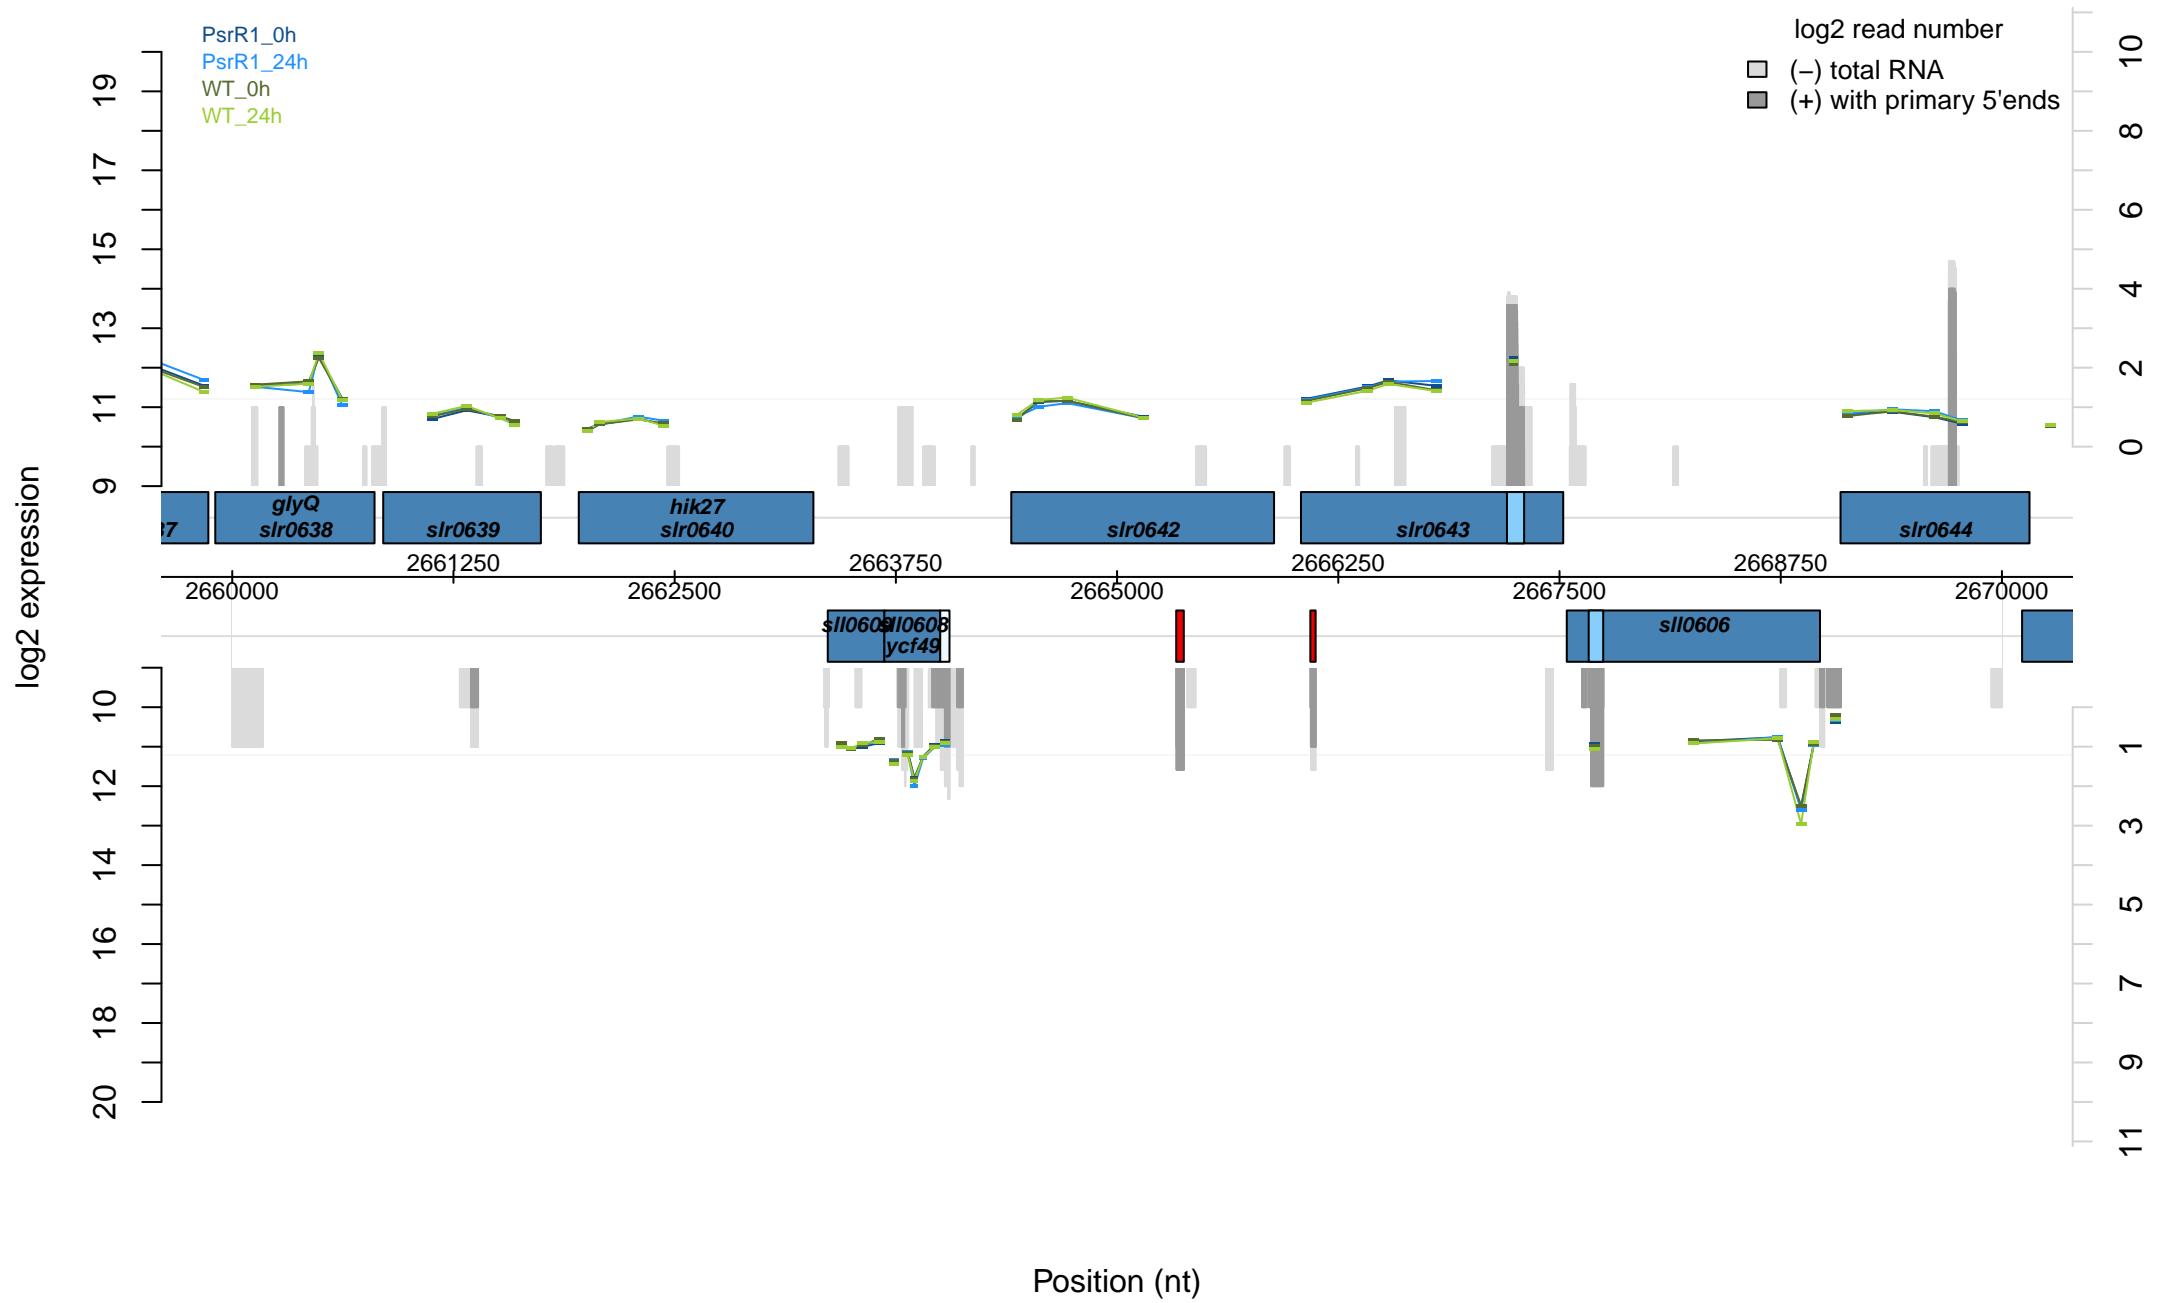 PsrR1_0h
PsrR1_24h
WT_0h
WT_24h
log2 read number
(−) total RNA
(+) with primary 5'ends
19
17
15
13
11
9
10
8
6
4
2
0
log2 expression
37
glyQ
slr0638
slr0639
hik27
slr0640
slr0642
slr0643
slr0644
2661250
2663750
2666250
2668750
2660000
2662500
2665000
2667500
2670000
sll0609
sll0608
ycf49
sll0606
10
12
14
16
18
20
1
3
5
7
9
11
Position (nt)